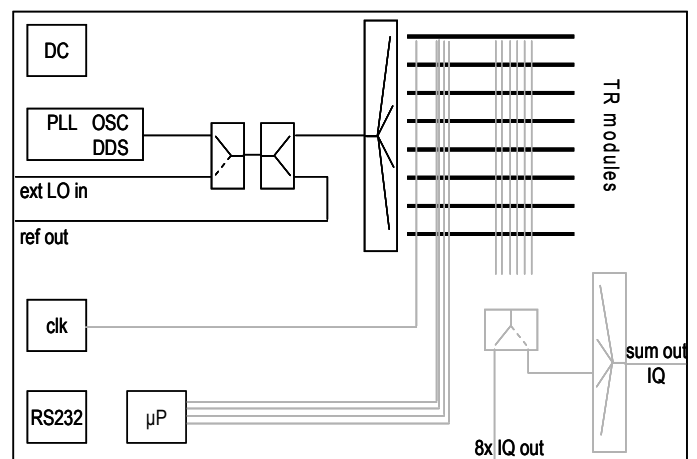 DC
PLL OSC
DDS
ext LO in
ref out
TR modules
clk
sum out
IQ
RS232
µP
8x IQ out